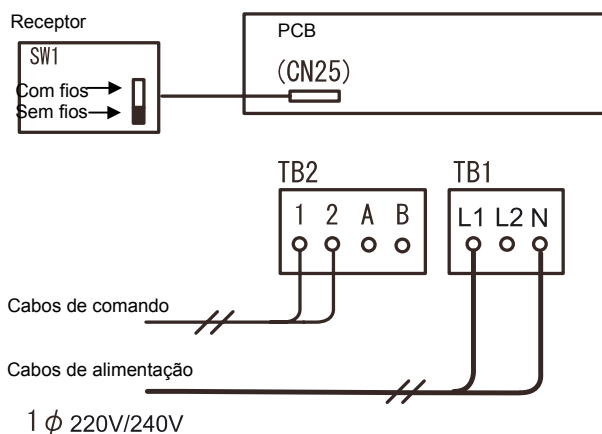 Receptor
PCB
SW1
(CN25)
Com fios
Sem fios
TB2
TB1
1 2 A B
L1 L2 N
Cabos de comando
Cabos de alimentação
1 ϕ 220V/240V